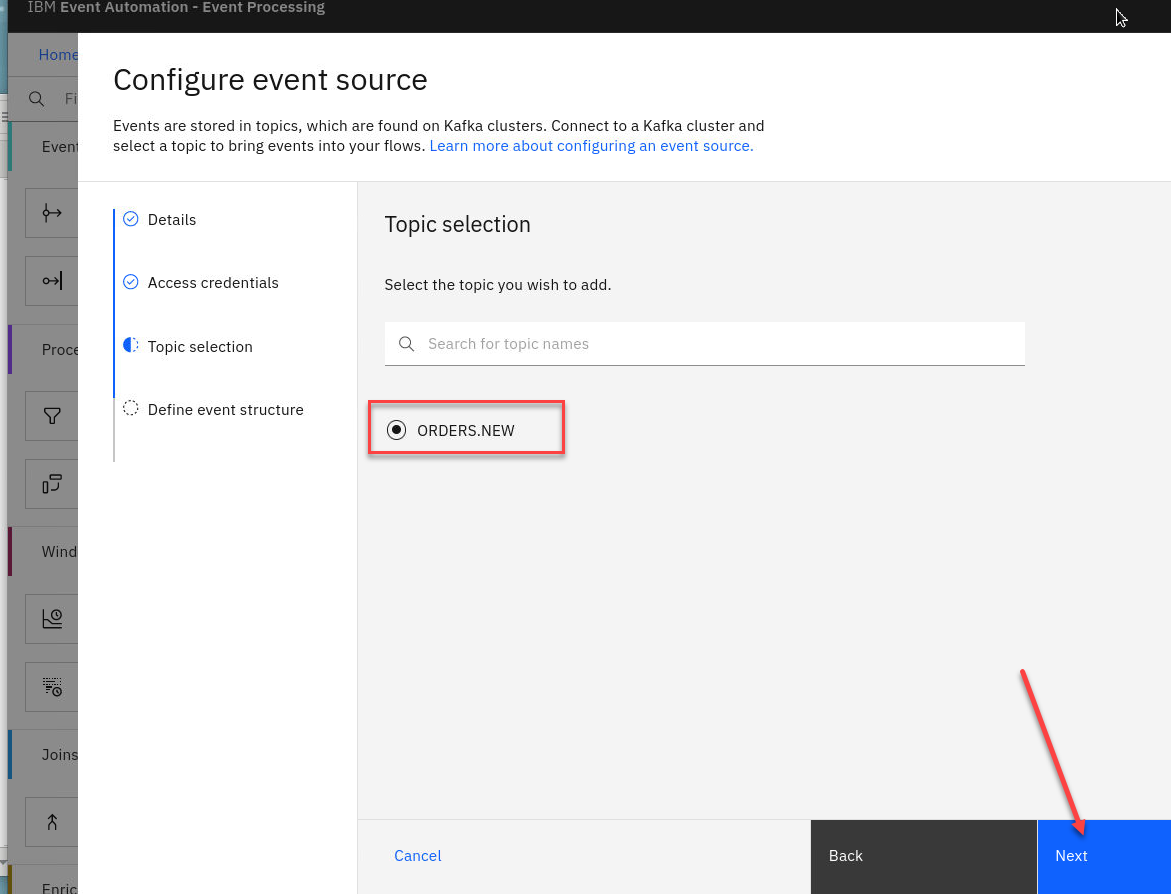 IBM Event Automation - Event Processing
Home
Fi
Configure event source
Events are stored in topics, which are found on Kafka clusters. Connect to a Kafka cluster and
select a topic to bring events into your flows. Learn more about configuring an event source.
Event
Proce
Wind
Joins
Enric
Details
Access credentials
Topic selection
Define event structure
Topic selection
Select the topic you wish to add.
Search for topic names
ORDERS.NEW
Cancel
Back
Next